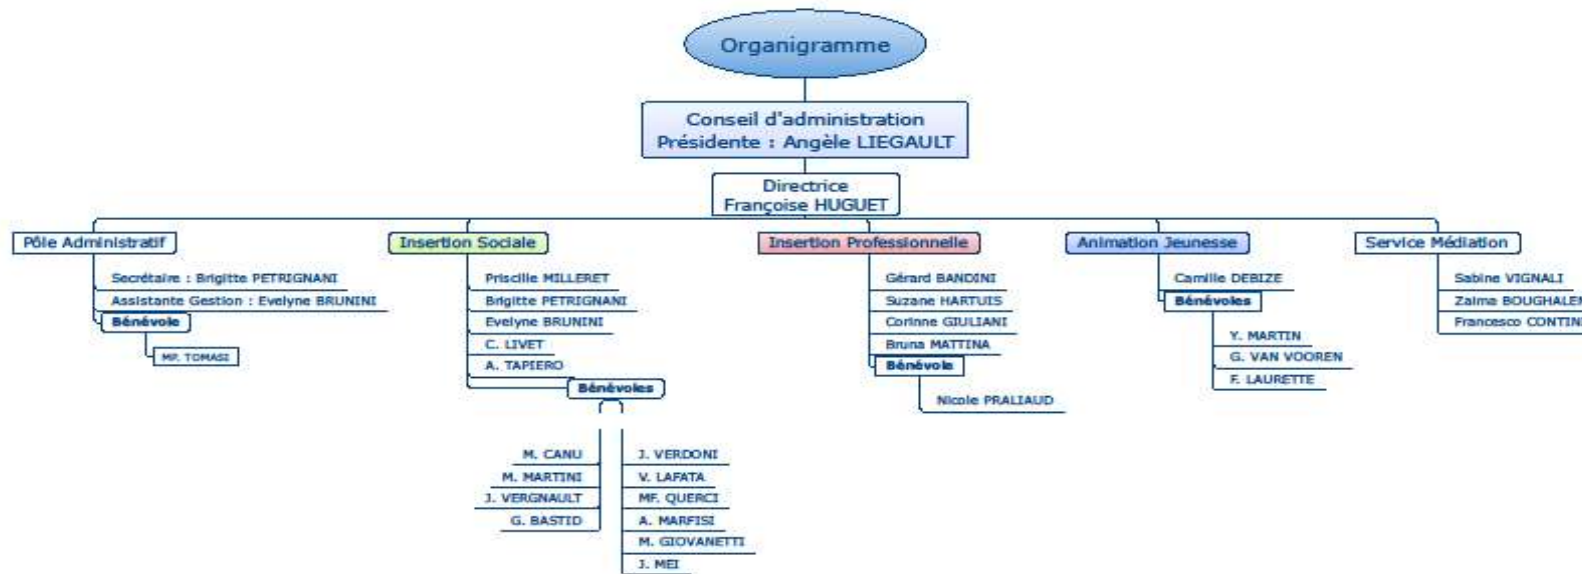 Organigramme
Conseil d'administration
Présidente : Angèle LIEGAULT
Directrice
Françoise HUGUET
Pôle Administratif
Secrétaire : Brigitte PETRIGNANI
Assistante Gestion : Evelyne BRUNINI
Bénévole
MP. TOMASI
Insertion Sociale
Priscille MILLERET
Brigitte PETRIGNANI
Evelyne BRUNINI
C. LIVET
A. TAPIERO
Bénévoles
M. CANU
M. MARTINI
J. VERGNAULT
G. BASTID
J. VERDONI
V. LAFATA
MF. QUERCI
A. MARFISI
M. GIOVANETTI
J. MEI
Insertion Professionnelle
Gérard BANDINI
Suzane HARTUIS
Corinne GIULIANI
Bruna MATTINA
Bénévole
Nicole PRALIAUD
Animation Jeunesse
Camille DEBIZE
Bénévoles
Y. MARTIN
G. VAN VOOREN
F. LAURETTE
Service Médiation
Sabine VIGNALI
Zaima BOUGHALEM
Francesco CONTINI